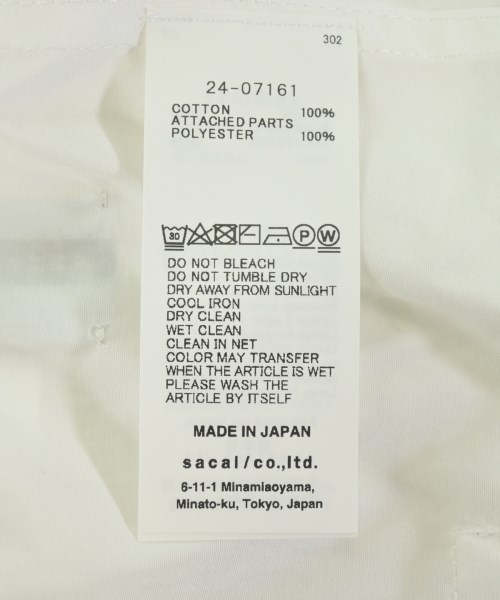 302
24-07161
COTTON 100%
ATTACHED PARTS
POLYESTER 100%
30 P W
DO NOT BLEACH
DO NOT TUMBLE DRY
DRY AWAY FROM SUNLIGHT
COOL IRON
DRY CLEAN
WET CLEAN
CLEAN IN NET
COLOR MAY TRANSFER
WHEN THE ARTICLE IS WET
PLEASE WASH THE
ARTICLE BY ITSELF
MADE IN JAPAN
sacai/co.,ltd.
6-11-1 Minamiaoyama,
Minato-ku, Tokyo, Japan